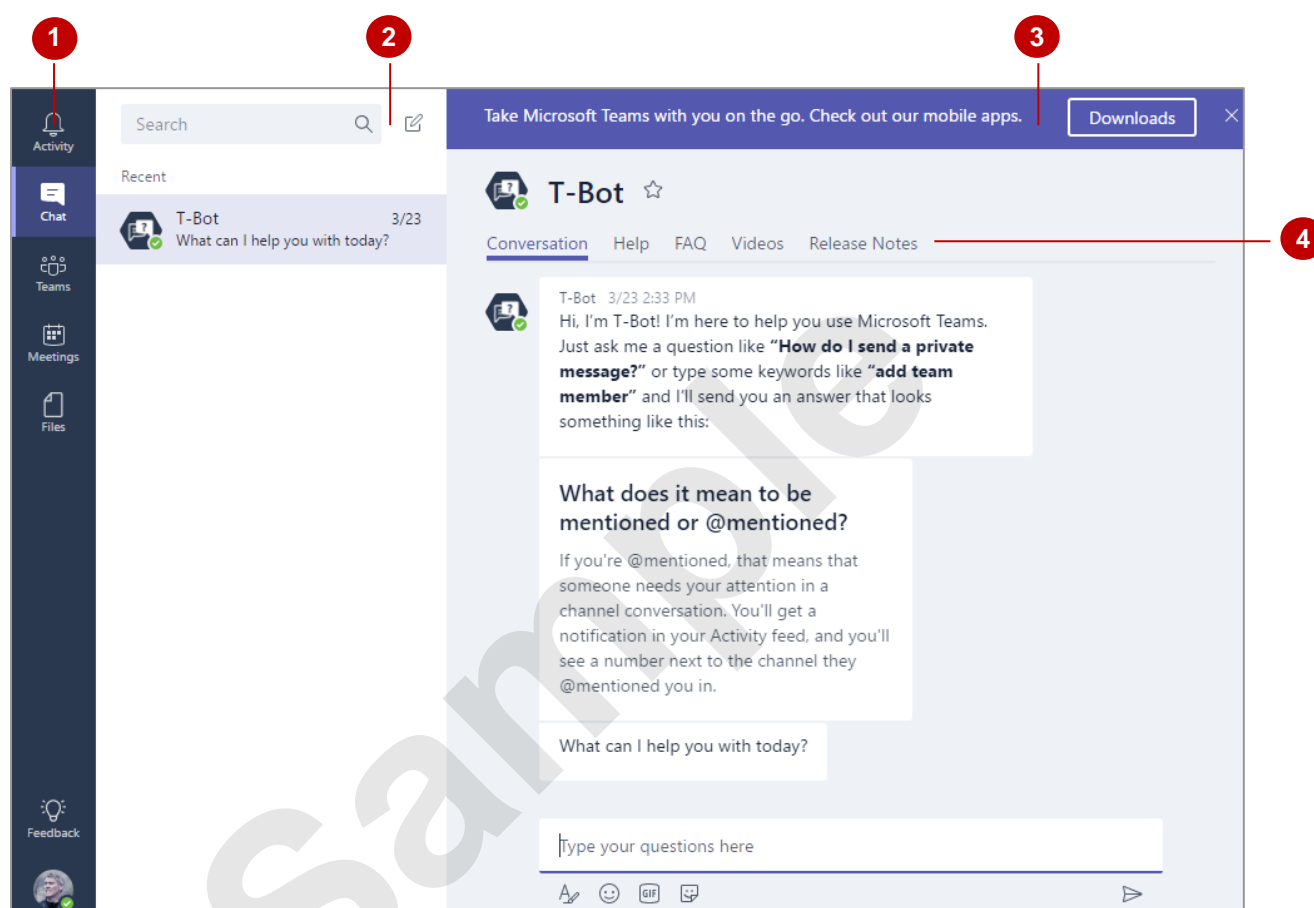 1
2
3
Activity
Search
Take Microsoft Teams with you on the go. Check out our mobile apps.
Downloads
Recent
Chat
T-Bot 3/23
What can I help you with today?
T-Bot
Conversation Help FAQ Videos Release Notes
4
Teams
Meetings
Files
T-Bot 3/23 2:33 PM
Hi, I'm T-Bot! I'm here to help you use Microsoft Teams.
Just ask me a question like “How do I send a private
message?” or type some keywords like “add team
member” and I'll send you an answer that looks
something like this:
What does it mean to be
mentioned or @mentioned?
If you're @mentioned, that means that
someone needs your attention in a
channel conversation. You'll get a
notification in your Activity feed, and you'll
see a number next to the channel they
@mentioned you in.
What can I help you with today?
Feedback
Type your questions here
GIF
Sample